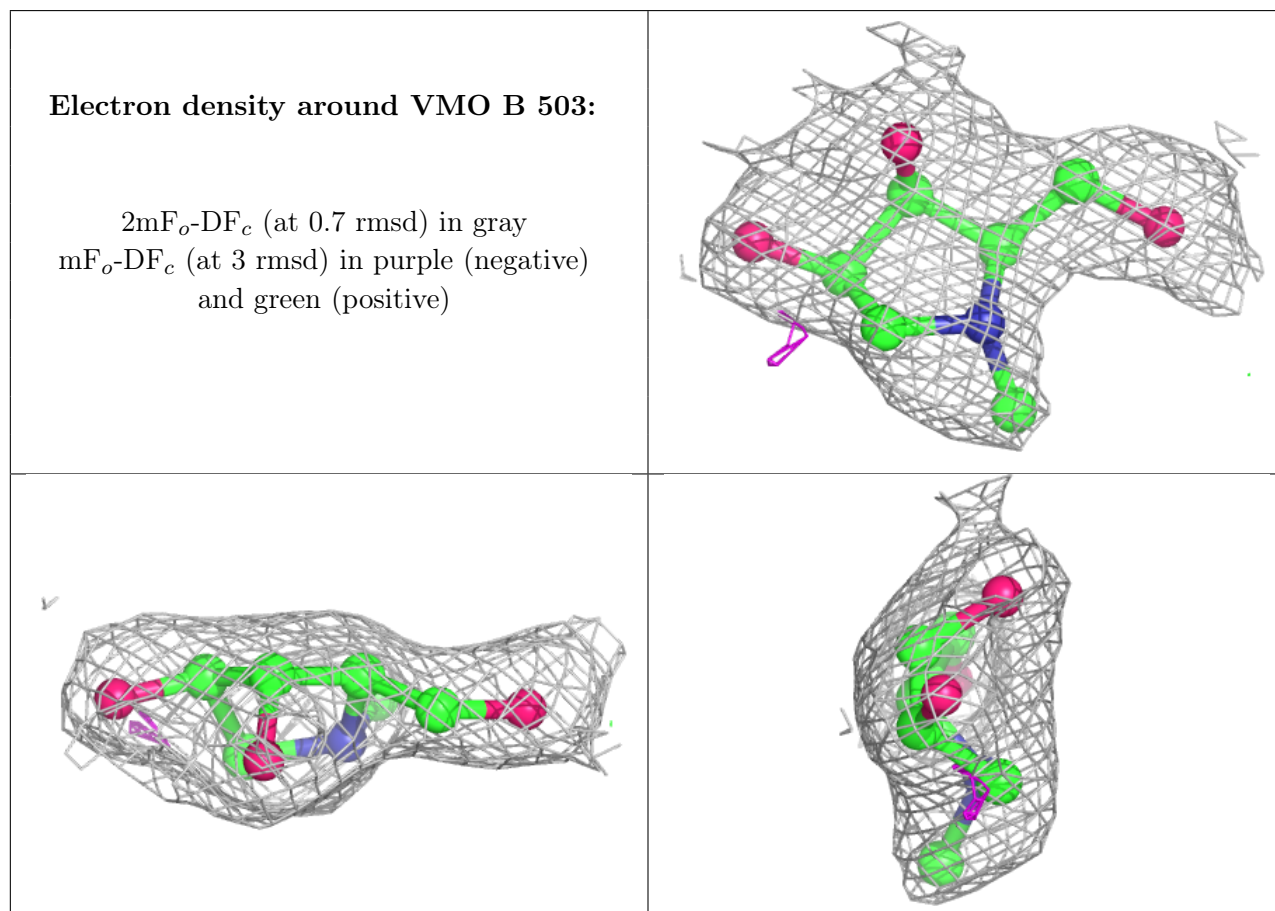 Electron density around VMO B 503:
2mFo-DFc (at 0.7 rmsd) in gray
mFo-DFc (at 3 rmsd) in purple (negative)
and green (positive)